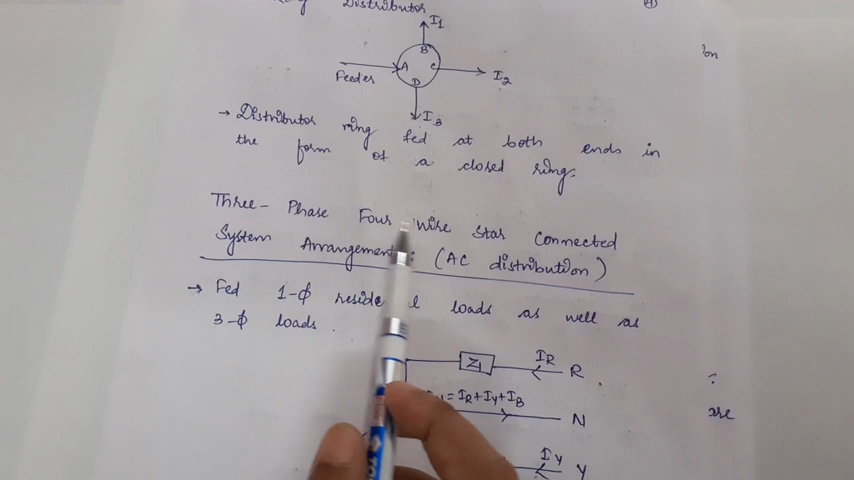 Distributor
I1
B
A
C
I2
Feeder
D
I3
→ Distributor ring fed at both ends in
the form of a closed ring.
Three-Phase Four wire Star Connected
System Arrangement: (AC distribution)
→ Fed 1-ϕ loads as well as
3-ϕ loads.
Z1
IR
R
= IR+IY+IB
N
IY
Y